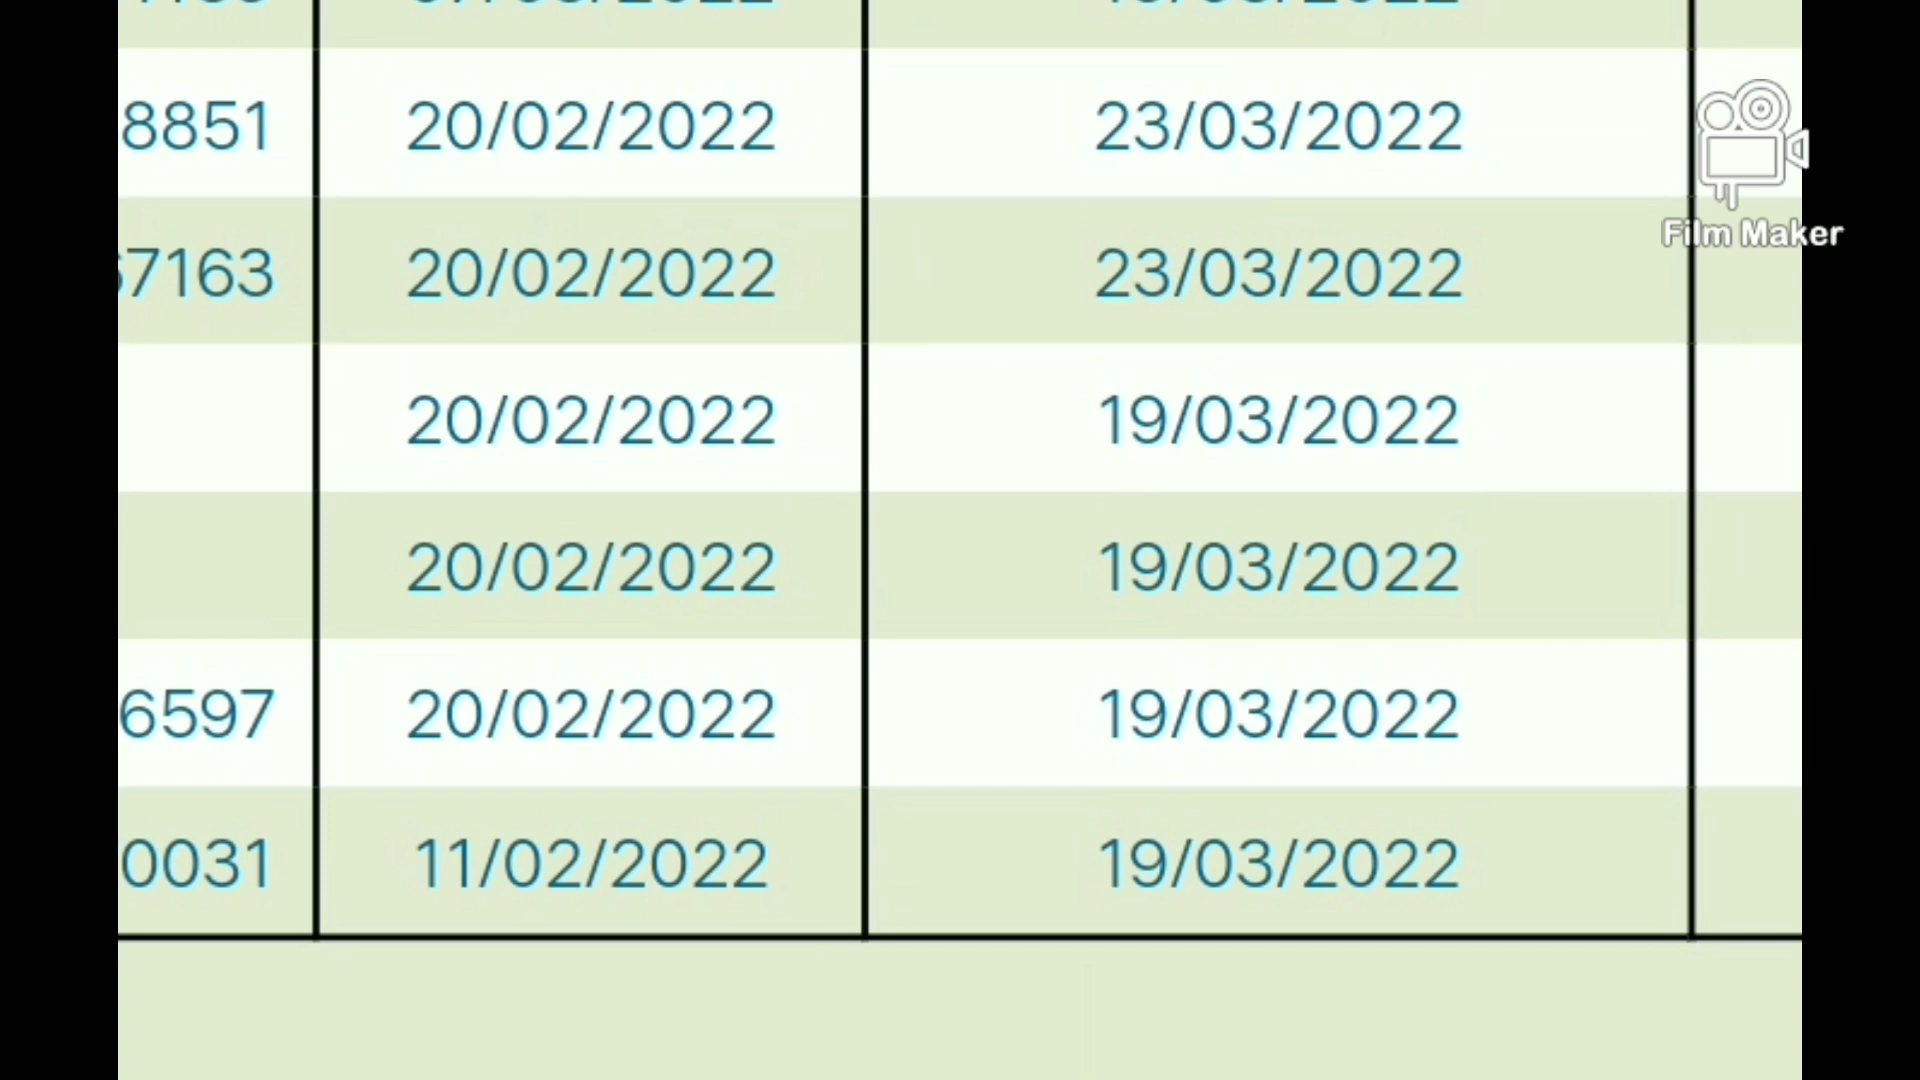 8851 20/02/2022 23/03/2022
67163 20/02/2022 23/03/2022
20/02/2022 19/03/2022
20/02/2022 19/03/2022
6597 20/02/2022 19/03/2022
0031 11/02/2022 19/03/2022
Film Maker